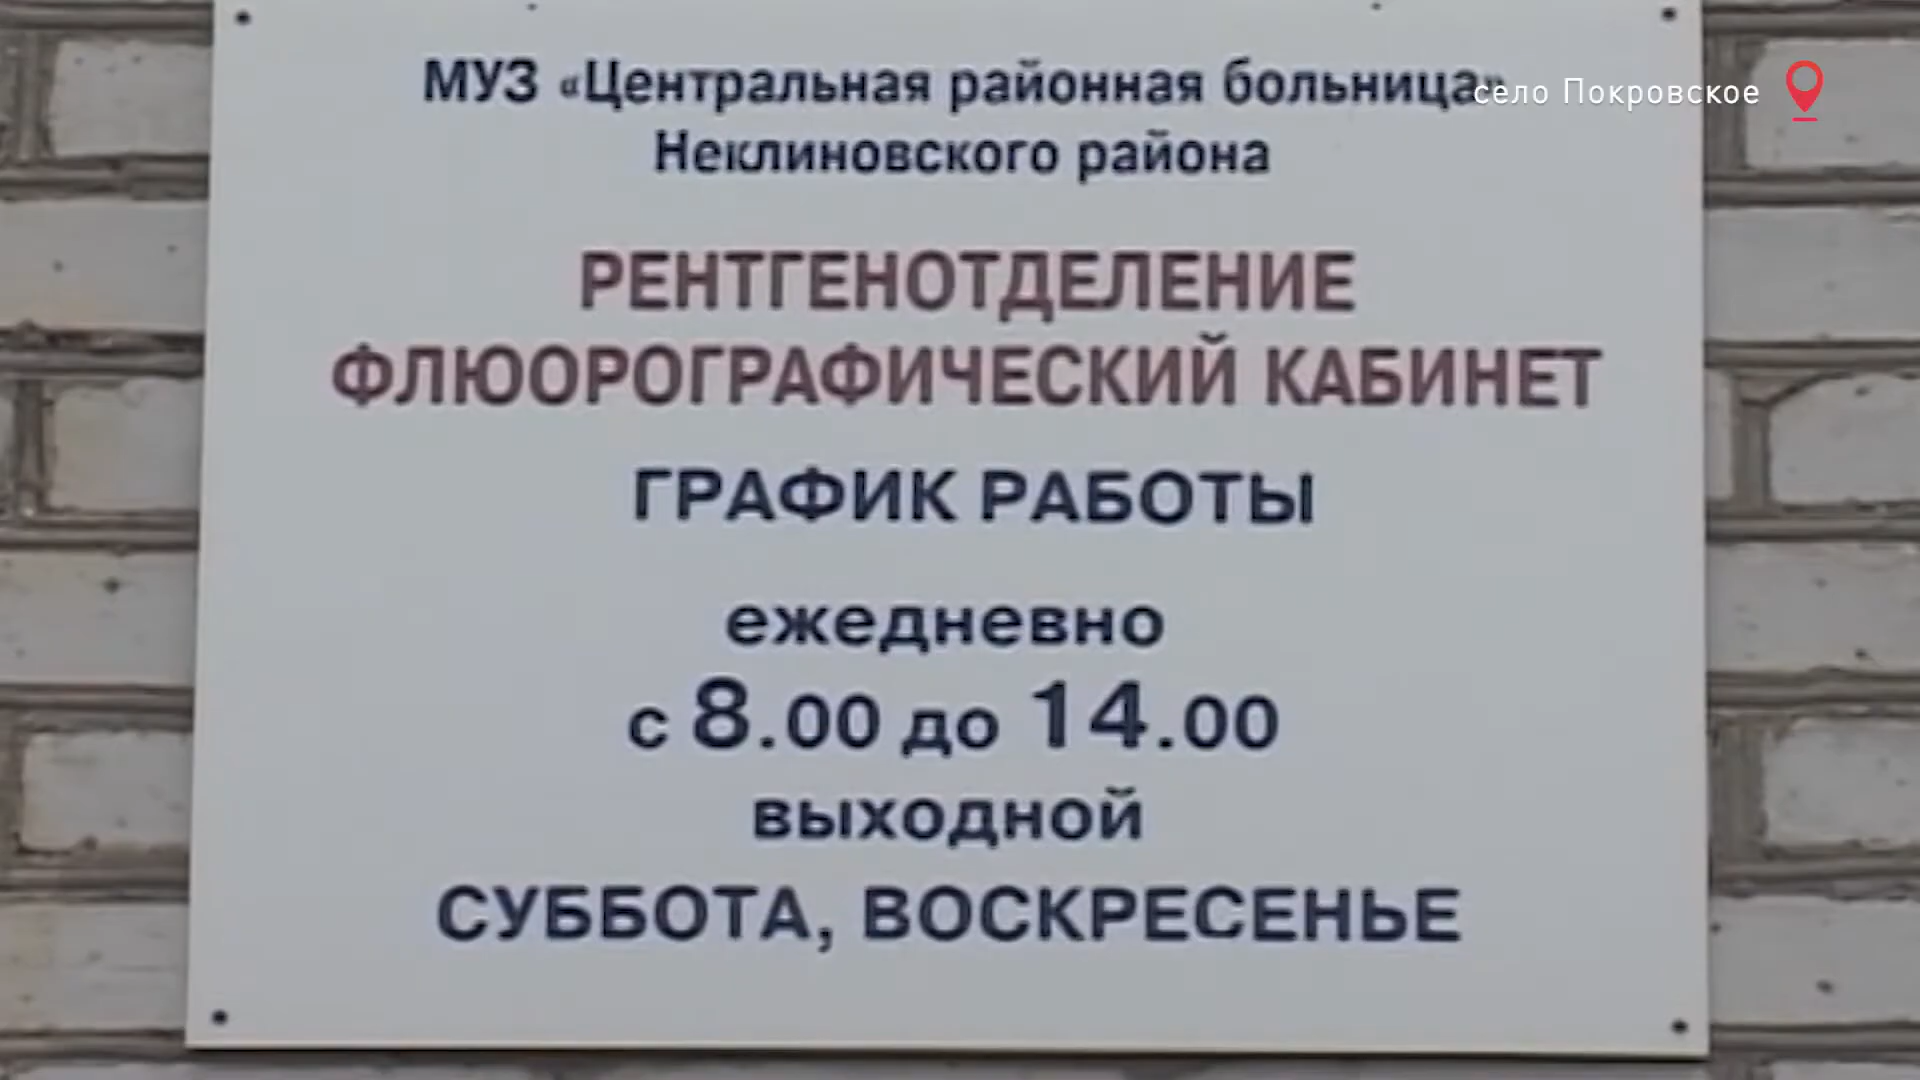 МУЗ «Центральная районная больница»
село Покровское
Неклиновского района
РЕНТГЕНОТДЕЛЕНИЕ
ФЛЮОРОГРАФИЧЕСКИЙ КАБИНЕТ
ГРАФИК РАБОТЫ
ежедневно
с 8.00 до 14.00
выходной
СУББОТА, ВОСКРЕСЕНЬЕ